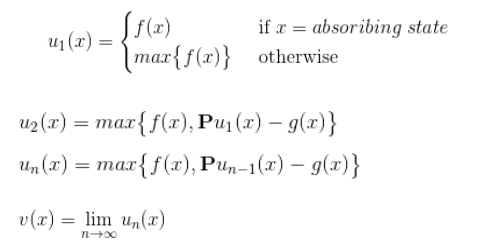 u₁(x) = { f(x) if x = absoribing state
max{f(x)} otherwise
u₂(x) = max{f(x), Pu₁(x) − g(x)}
uₙ(x) = max{f(x), Puₙ₋₁(x) − g(x)}
v(x) = lim n→∞ uₙ(x)